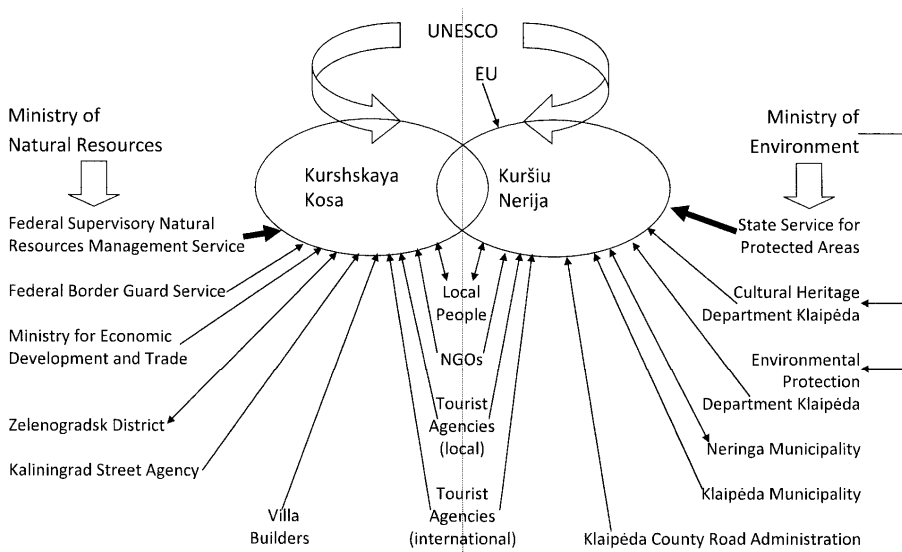 UNESCO
EU
Ministry of
Natural Resources
Ministry of
Environment
Kurshskaya
Kosa
Kuršiu
Nerija
Federal Supervisory Natural
Resources Management Service
State Service for
Protected Areas
Federal Border Guard Service
Local
People
Cultural Heritage
Department Klaipėda
Ministry for Economic
Development and Trade
NGOs
Environmental
Protection
Department Klaipėda
Zelenogradsk District
Tourist
Agencies
(local)
Neringa Municipality
Kaliningrad Street Agency
Klaipėda Municipality
Villa
Builders
Tourist
Agencies
(international)
Klaipėda County Road Administration